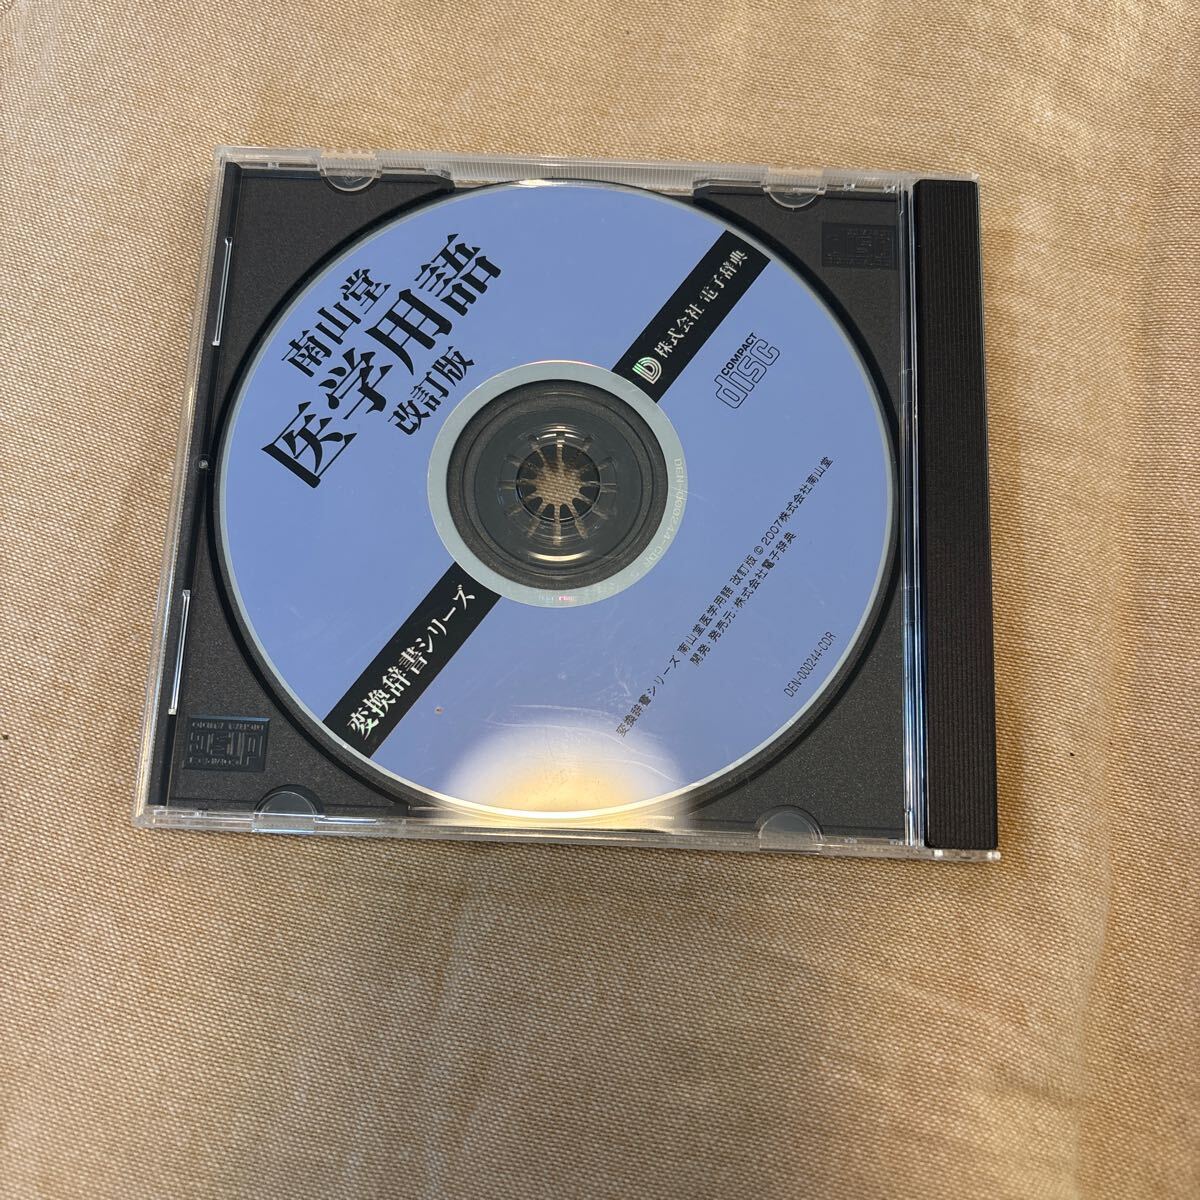 南山堂
医学用語
改訂版
株式会社 電子辞典
COMPACT
disc
変換辞書シリーズ
DEN-000244-CDR
変換辞書シリーズ 南山堂医学用語 改訂版 © 2007株式会社南山堂
開発・発売元：株式会社電子辞典
DEN-000244-CDR